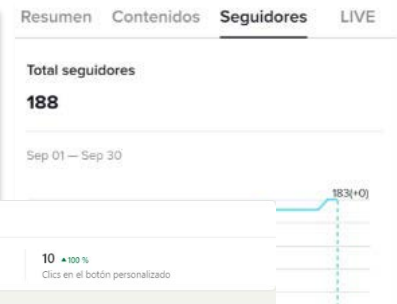 Resumen Contenidos Seguidores LIVE
Total seguidores
188
Sep 01 — Sep 30
183(+0)
10 ▲100 %
Clics en el botón personalizado